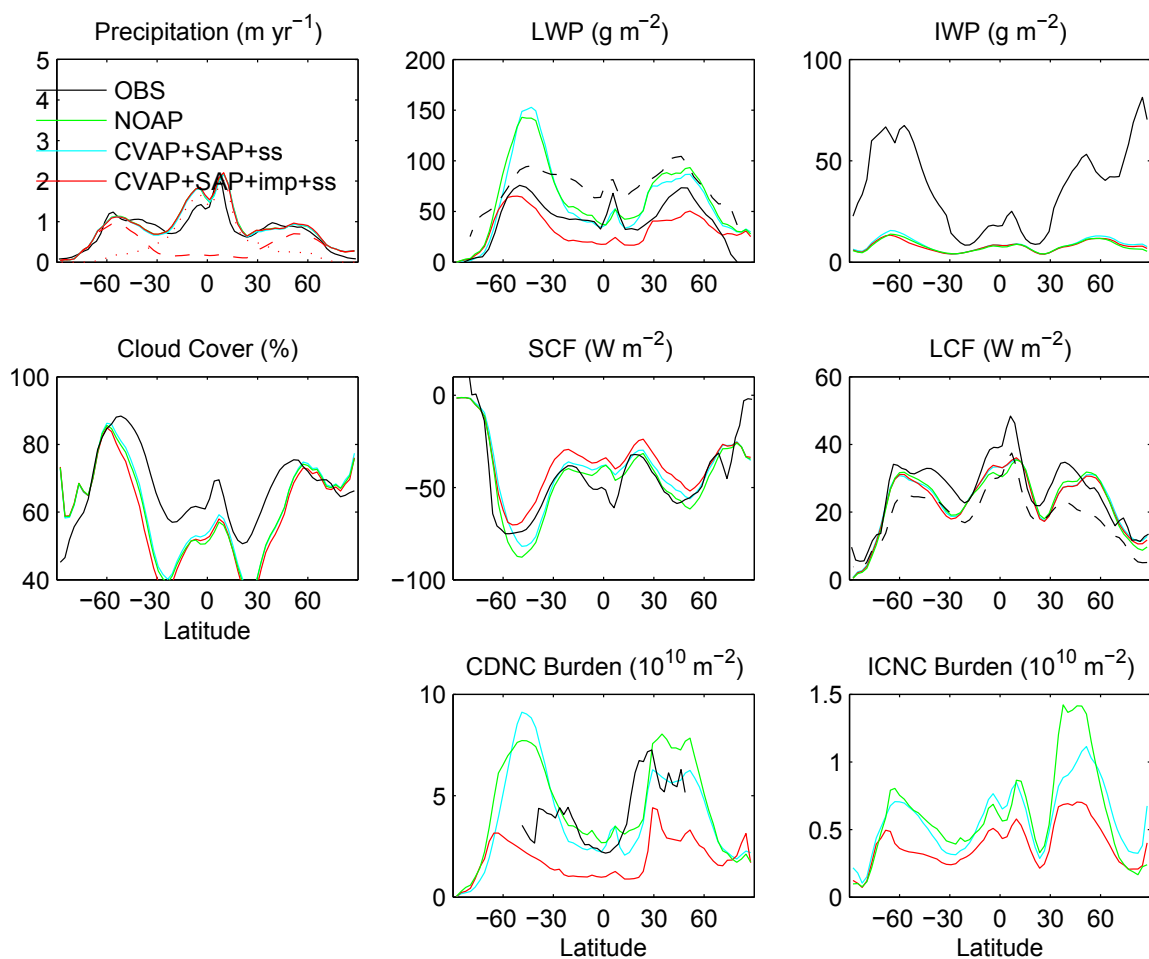 Precipitation (m yr⁻¹)
5
4
3
2
1
0
OBS
NOAP
CVAP+SAP+ss
CVAP+SAP+imp+ss
−60 −30 0 30 60
LWP (g m⁻²)
200
150
100
50
0
−60 −30 0 30 60
IWP (g m⁻²)
100
50
0
−60 −30 0 30 60
Cloud Cover (%)
100
80
60
40
−60 −30 0 30 60
Latitude
SCF (W m⁻²)
0
−50
−100
−60 −30 0 30 60
LCF (W m⁻²)
60
40
20
0
−60 −30 0 30 60
CDNC Burden (10¹⁰ m⁻²)
10
5
0
−60 −30 0 30 60
Latitude
ICNC Burden (10¹⁰ m⁻²)
1.5
1
0.5
0
−60 −30 0 30 60
Latitude